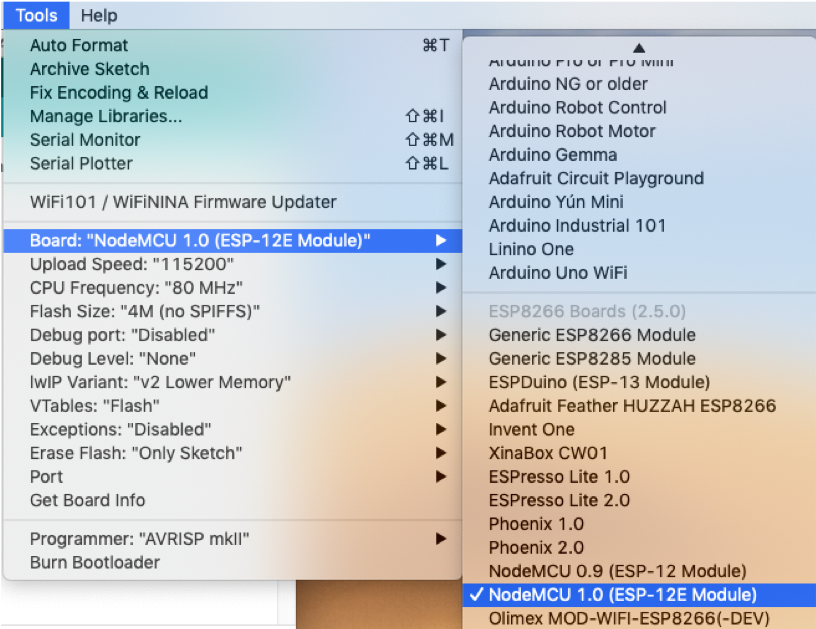 Tools Help
Auto Format ⌘T
Archive Sketch
Fix Encoding & Reload
Manage Libraries... ⇧⌘I
Serial Monitor ⇧⌘M
Serial Plotter ⇧⌘L
WiFi101 / WiFiNINA Firmware Updater
Board: "NodeMCU 1.0 (ESP-12E Module)"
Upload Speed: "115200"
CPU Frequency: "80 MHz"
Flash Size: "4M (no SPIFFS)"
Debug port: "Disabled"
Debug Level: "None"
lwIP Variant: "v2 Lower Memory"
VTables: "Flash"
Exceptions: "Disabled"
Erase Flash: "Only Sketch"
Port
Get Board Info
Programmer: "AVRISP mkII"
Burn Bootloader
Arduino Pro or Pro Mini
Arduino NG or older
Arduino Robot Control
Arduino Robot Motor
Arduino Gemma
Adafruit Circuit Playground
Arduino Yún Mini
Arduino Industrial 101
Linino One
Arduino Uno WiFi
ESP8266 Boards (2.5.0)
Generic ESP8266 Module
Generic ESP8285 Module
ESPDuino (ESP-13 Module)
Adafruit Feather HUZZAH ESP8266
Invent One
XinaBox CW01
ESPresso Lite 1.0
ESPresso Lite 2.0
Phoenix 1.0
Phoenix 2.0
NodeMCU 0.9 (ESP-12 Module)
✓ NodeMCU 1.0 (ESP-12E Module)
Olimex MOD-WIFI-ESP8266(-DEV)